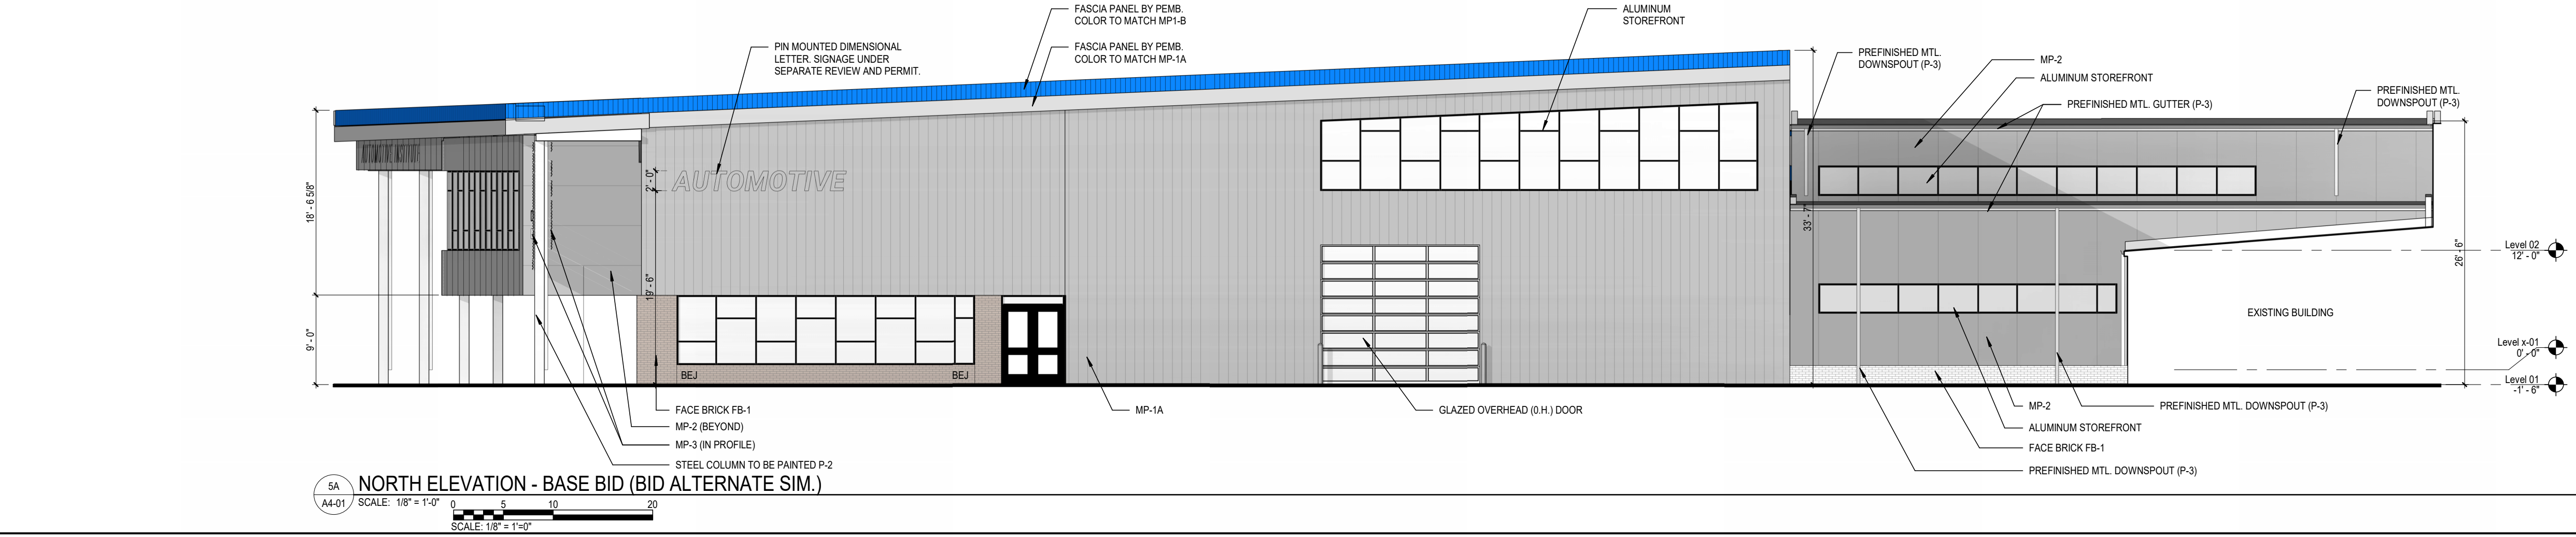 FASCIA PANEL BY PEMB.
COLOR TO MATCH MP1-B
ALUMINUM
STOREFRONT
PIN MOUNTED DIMENSIONAL
LETTER. SIGNAGE UNDER
SEPARATE REVIEW AND PERMIT.
FASCIA PANEL BY PEMB.
COLOR TO MATCH MP-1A
PREFINISHED MTL.
DOWNSPOUT (P-3)
MP-2
ALUMINUM STOREFRONT
PREFINISHED MTL. GUTTER (P-3)
PREFINISHED MTL.
DOWNSPOUT (P-3)
18' - 6 5/8"
2' - 0"
AUTOMOTIVE
33' - 7"
26' - 6"
Level 02
12' - 0"
19' - 6"
9' - 0"
EXISTING BUILDING
Level x-01
0' - 0"
Level 01
-1' - 6"
BEJ
BEJ
FACE BRICK FB-1
MP-2 (BEYOND)
MP-3 (IN PROFILE)
STEEL COLUMN TO BE PAINTED P-2
MP-1A
GLAZED OVERHEAD (O.H.) DOOR
MP-2
PREFINISHED MTL. DOWNSPOUT (P-3)
ALUMINUM STOREFRONT
FACE BRICK FB-1
PREFINISHED MTL. DOWNSPOUT (P-3)
5A
A4-01
NORTH ELEVATION - BASE BID (BID ALTERNATE SIM.)
SCALE: 1/8" = 1'-0"
0 5 10 20
SCALE: 1/8" = 1'=0"